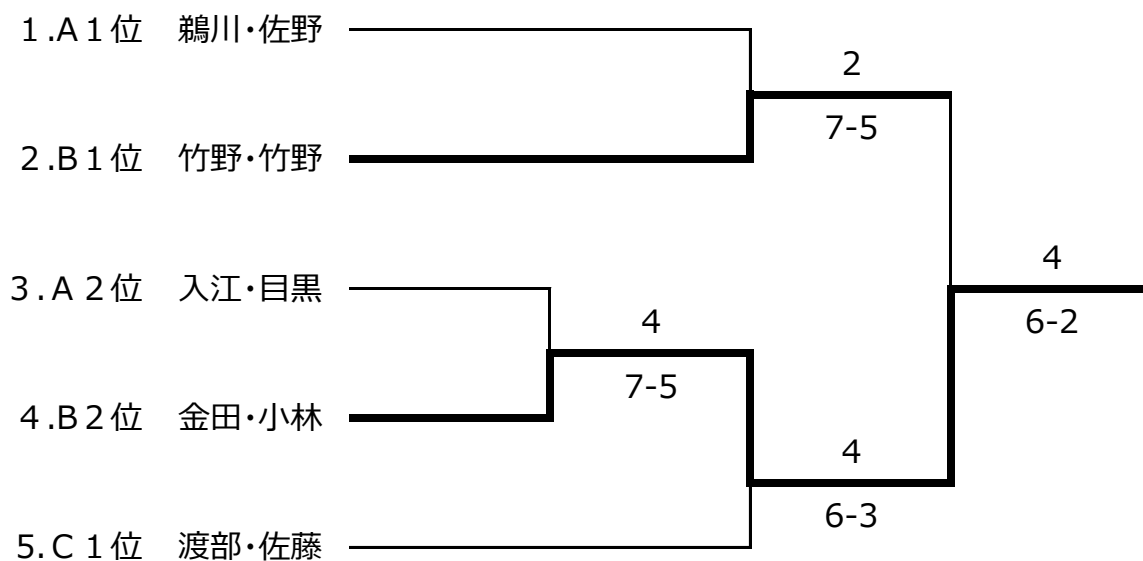 1.A1位 鵜川・佐野
2
7-5
2.B1位 竹野・竹野
3.A2位 入江・目黒
4
6-2
4
7-5
4.B2位 金田・小林
4
6-3
5.C1位 渡部・佐藤